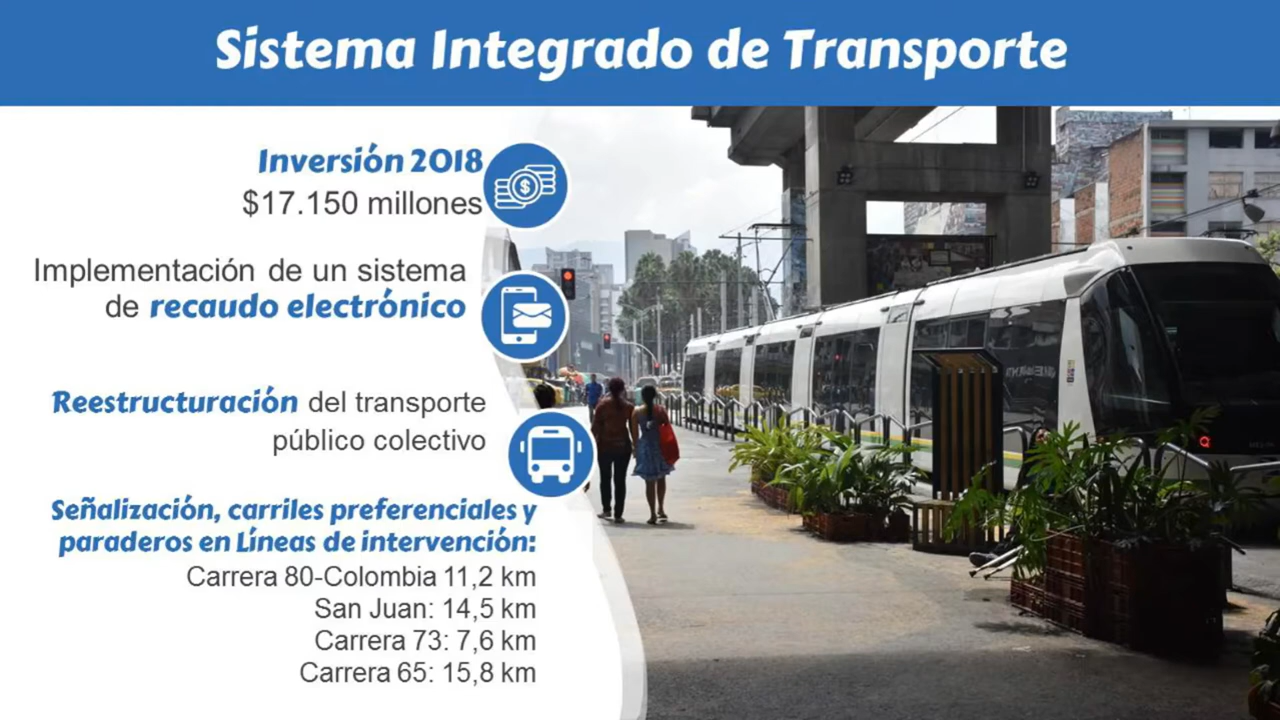 Sistema Integrado de Transporte
Inversión 2018
$17.150 millones
Implementación de un sistema
de recaudo electrónico
Reestructuración del transporte
público colectivo
Señalización, carriles preferenciales y
paraderos en Líneas de intervención:
Carrera 80-Colombia 11,2 km
San Juan: 14,5 km
Carrera 73: 7,6 km
Carrera 65: 15,8 km